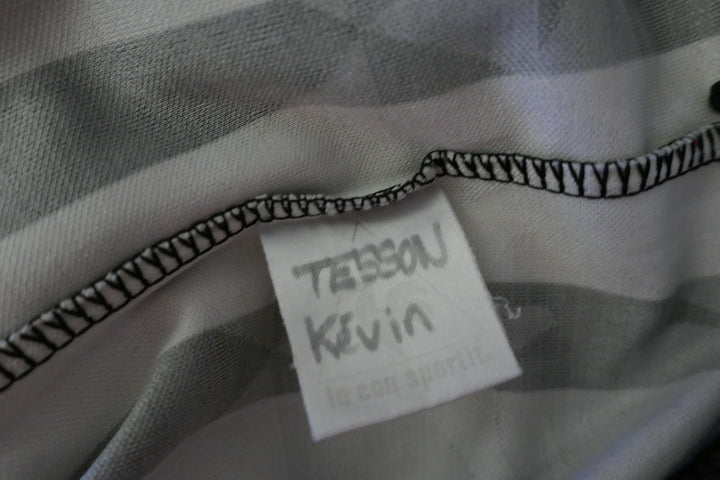 TESSON
Kévin
le coq sportif